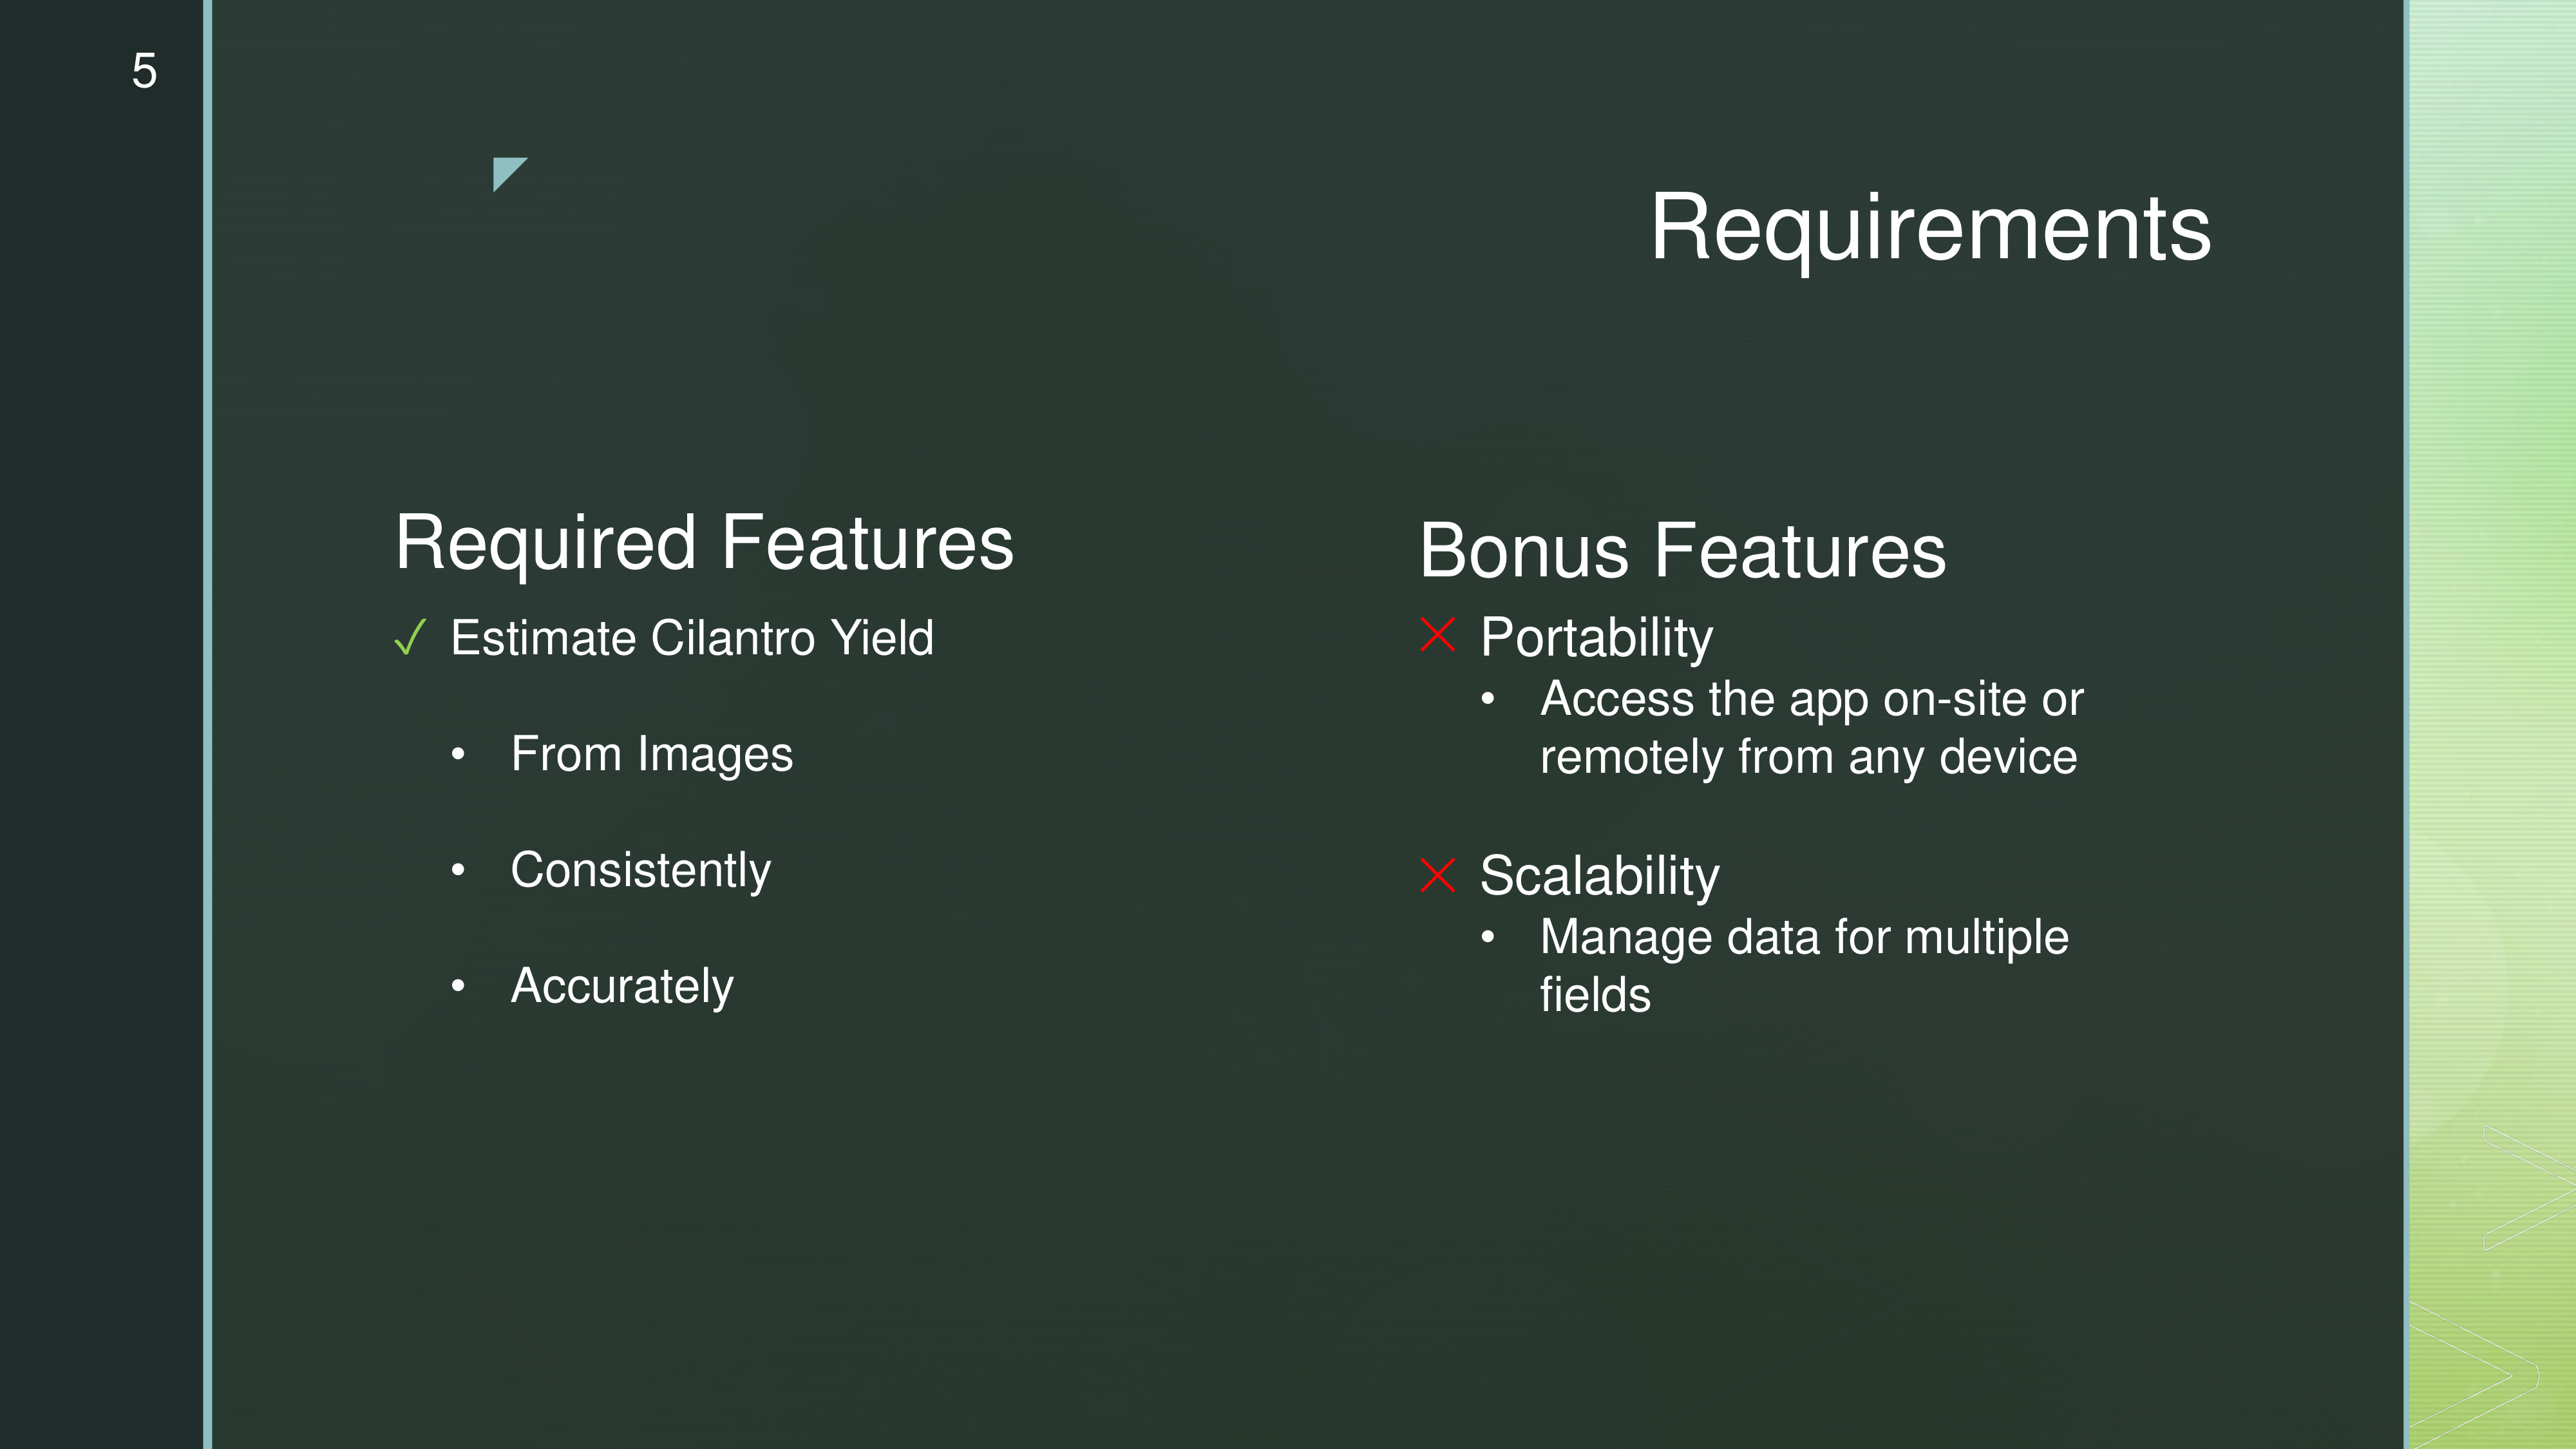 5
Requirements
Required Features
✓ Estimate Cilantro Yield
• From Images
• Consistently
• Accurately
Bonus Features
✕ Portability
• Access the app on-site or
remotely from any device
✕ Scalability
• Manage data for multiple
fields